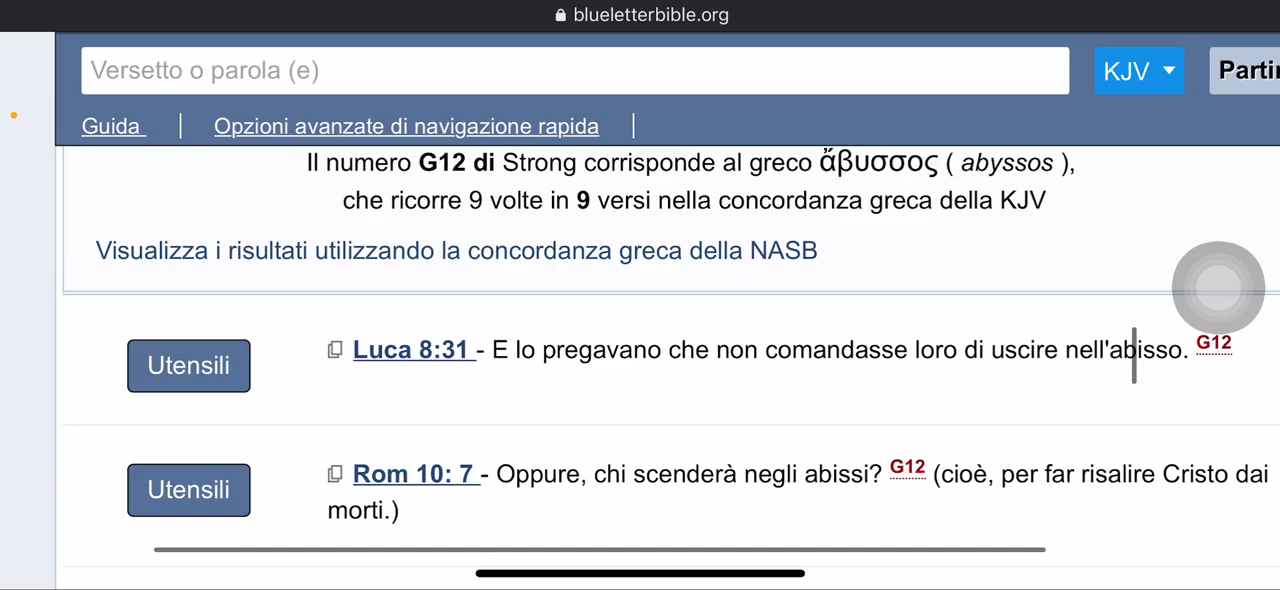 blueletterbible.org
Versetto o parola (e)
KJV
Parti
Guida
Opzioni avanzate di navigazione rapida
Il numero G12 di Strong corrisponde al greco ἄβυσσος ( abyssos ),
che ricorre 9 volte in 9 versi nella concordanza greca della KJV
Visualizza i risultati utilizzando la concordanza greca della NASB
Utensili
Luca 8:31 - E lo pregavano che non comandasse loro di uscire nell'abisso. G12
Utensili
Rom 10: 7 - Oppure, chi scenderà negli abissi? G12 (cioè, per far risalire Cristo dai
morti.)